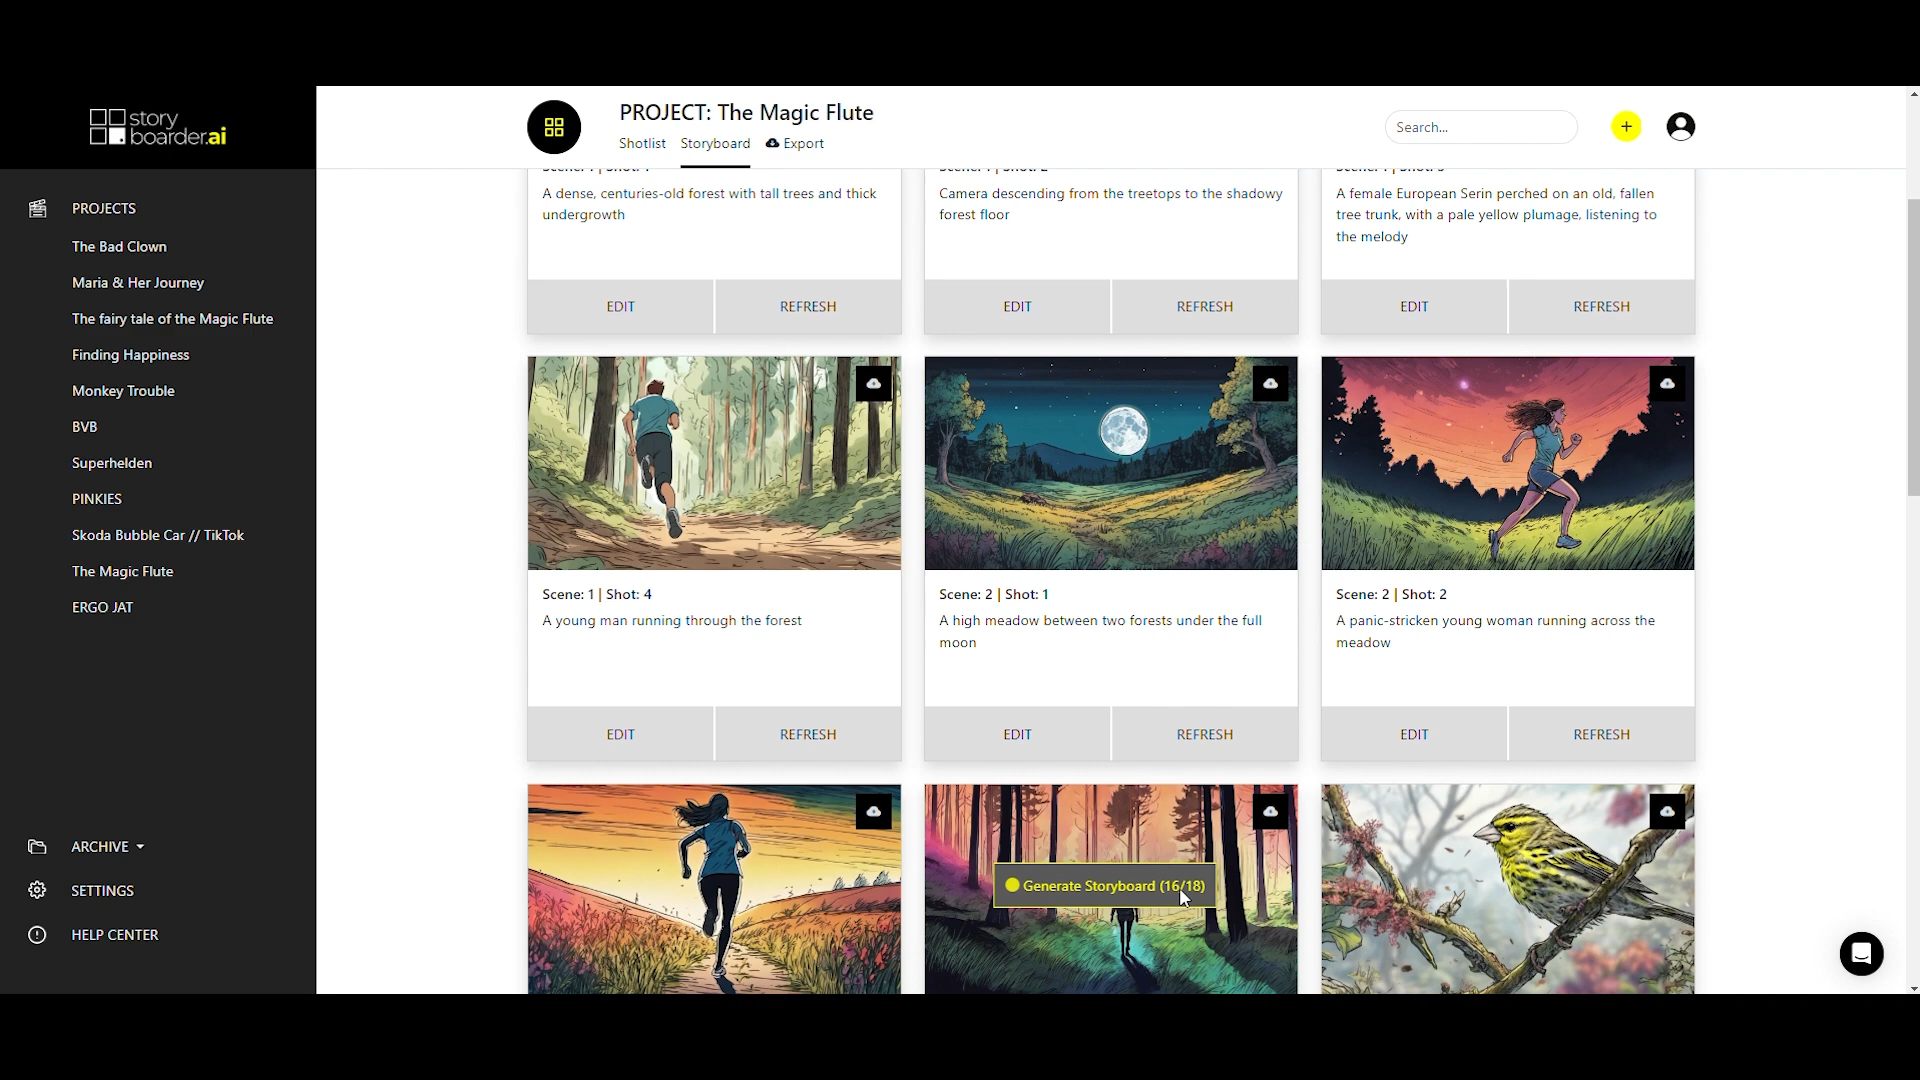 story
boarder.ai
PROJECTS
The Bad Clown
Maria & Her Journey
The fairy tale of the Magic Flute
Finding Happiness
Monkey Trouble
BVB
Superhelden
PINKIES
Skoda Bubble Car // TikTok
The Magic Flute
ERGO JAT
ARCHIVE
SETTINGS
HELP CENTER
PROJECT: The Magic Flute
Shotlist Storyboard Export
Search...
+
A dense, centuries-old forest with tall trees and thick
undergrowth
EDIT REFRESH
Camera descending from the treetops to the shadowy
forest floor
EDIT REFRESH
A female European Serin perched on an old, fallen
tree trunk, with a pale yellow plumage, listening to
the melody
EDIT REFRESH
Scene: 1 | Shot: 4
A young man running through the forest
EDIT REFRESH
Scene: 2 | Shot: 1
A high meadow between two forests under the full
moon
EDIT REFRESH
Scene: 2 | Shot: 2
A panic-stricken young woman running across the
meadow
EDIT REFRESH
Generate Storyboard (16/18)